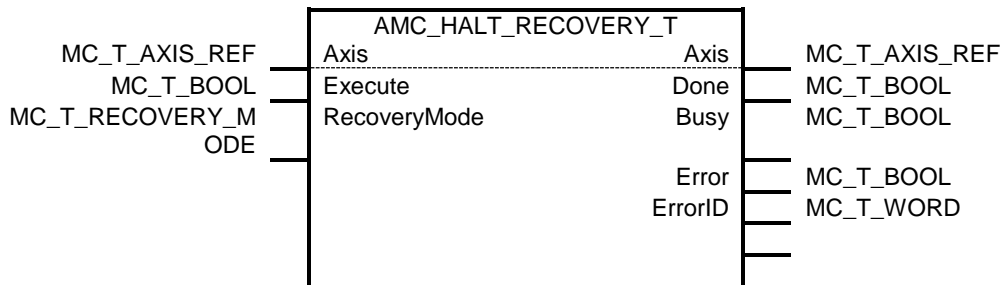 AMC_HALT_RECOVERY_T
MC_T_AXIS_REF Axis Axis MC_T_AXIS_REF
MC_T_BOOL Execute Done MC_T_BOOL
MC_T_RECOVERY_M RecoveryMode Busy MC_T_BOOL
ODE
Error MC_T_BOOL
ErrorID MC_T_WORD